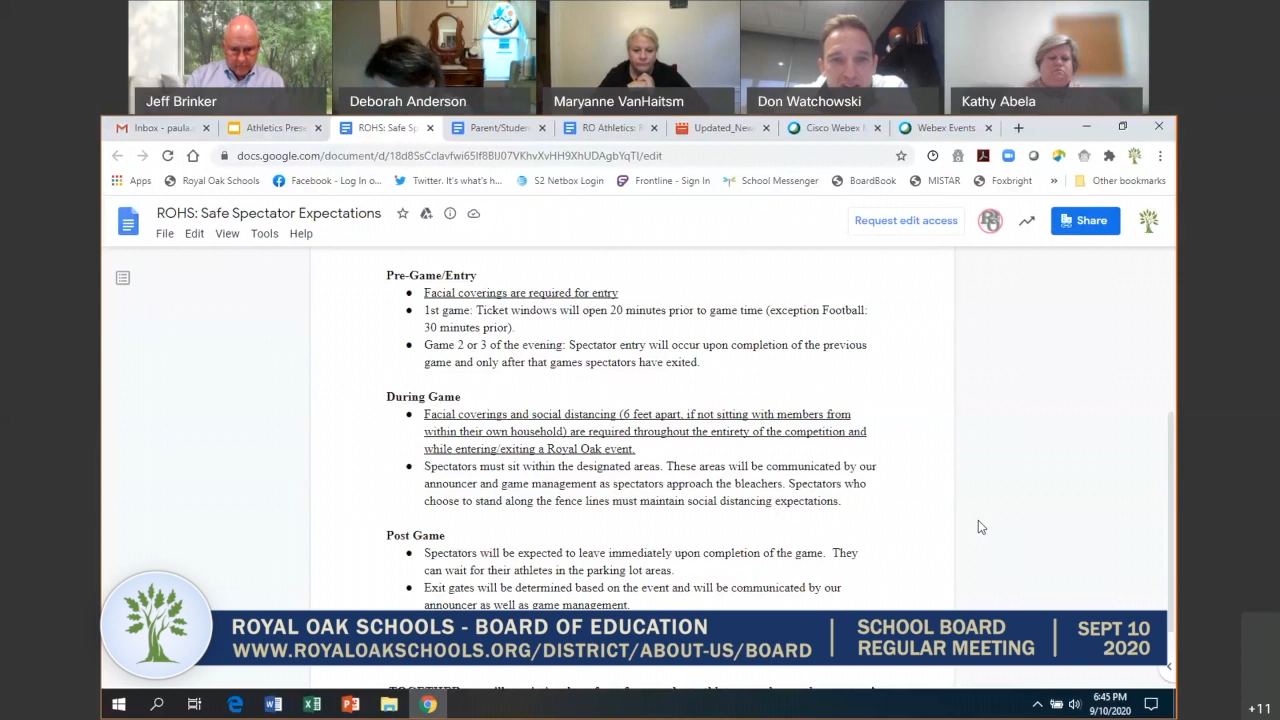 Jeff Brinker
Deborah Anderson
Maryanne VanHaitsm
Don Watchowski
Kathy Abela
Inbox - paula.
Athletics Prese
ROHS: Safe Sp
Parent/Studen
RO Athletics: R
Updated_New
Cisco Webex M
Webex Events
docs.google.com/document/d/
/edit
Apps
Royal Oak Schools
Facebook - Log In o...
Twitter. It's what's h...
S2 Netbox Login
Frontline - Sign In
School Messenger
BoardBook
MISTAR
Foxbright
»
Other bookmarks
ROHS: Safe Spectator Expectations
File Edit View Tools Help
Request edit access
Share
Pre-Game/Entry
● Facial coverings are required for entry
● 1st game: Ticket windows will open 20 minutes prior to game time (exception Football:
30 minutes prior).
● Game 2 or 3 of the evening: Spectator entry will occur upon completion of the previous
game and only after that games spectators have exited.
During Game
● Facial coverings and social distancing (6 feet apart, if not sitting with members from
within their own household) are required throughout the entirety of the competition and
while entering/exiting a Royal Oak event.
● Spectators must sit within the designated areas. These areas will be communicated by our
announcer and game management as spectators approach the bleachers. Spectators who
choose to stand along the fence lines must maintain social distancing expectations.
Post Game
● Spectators will be expected to leave immediately upon completion of the game. They
can wait for their athletes in the parking lot areas.
● Exit gates will be determined based on the event and will be communicated by our
announcer as well as game management.
ROYAL OAK SCHOOLS - BOARD OF EDUCATION
WWW.ROYALOAKSCHOOLS.ORG/DISTRICT/ABOUT-US/BOARD
SCHOOL BOARD
REGULAR MEETING
SEPT 10
2020
6:45 PM
9/10/2020
+11